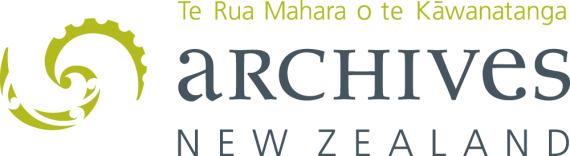 Te Rua Mahara o te Kāwanatanga
ARCHIVES
NEW ZEALAND